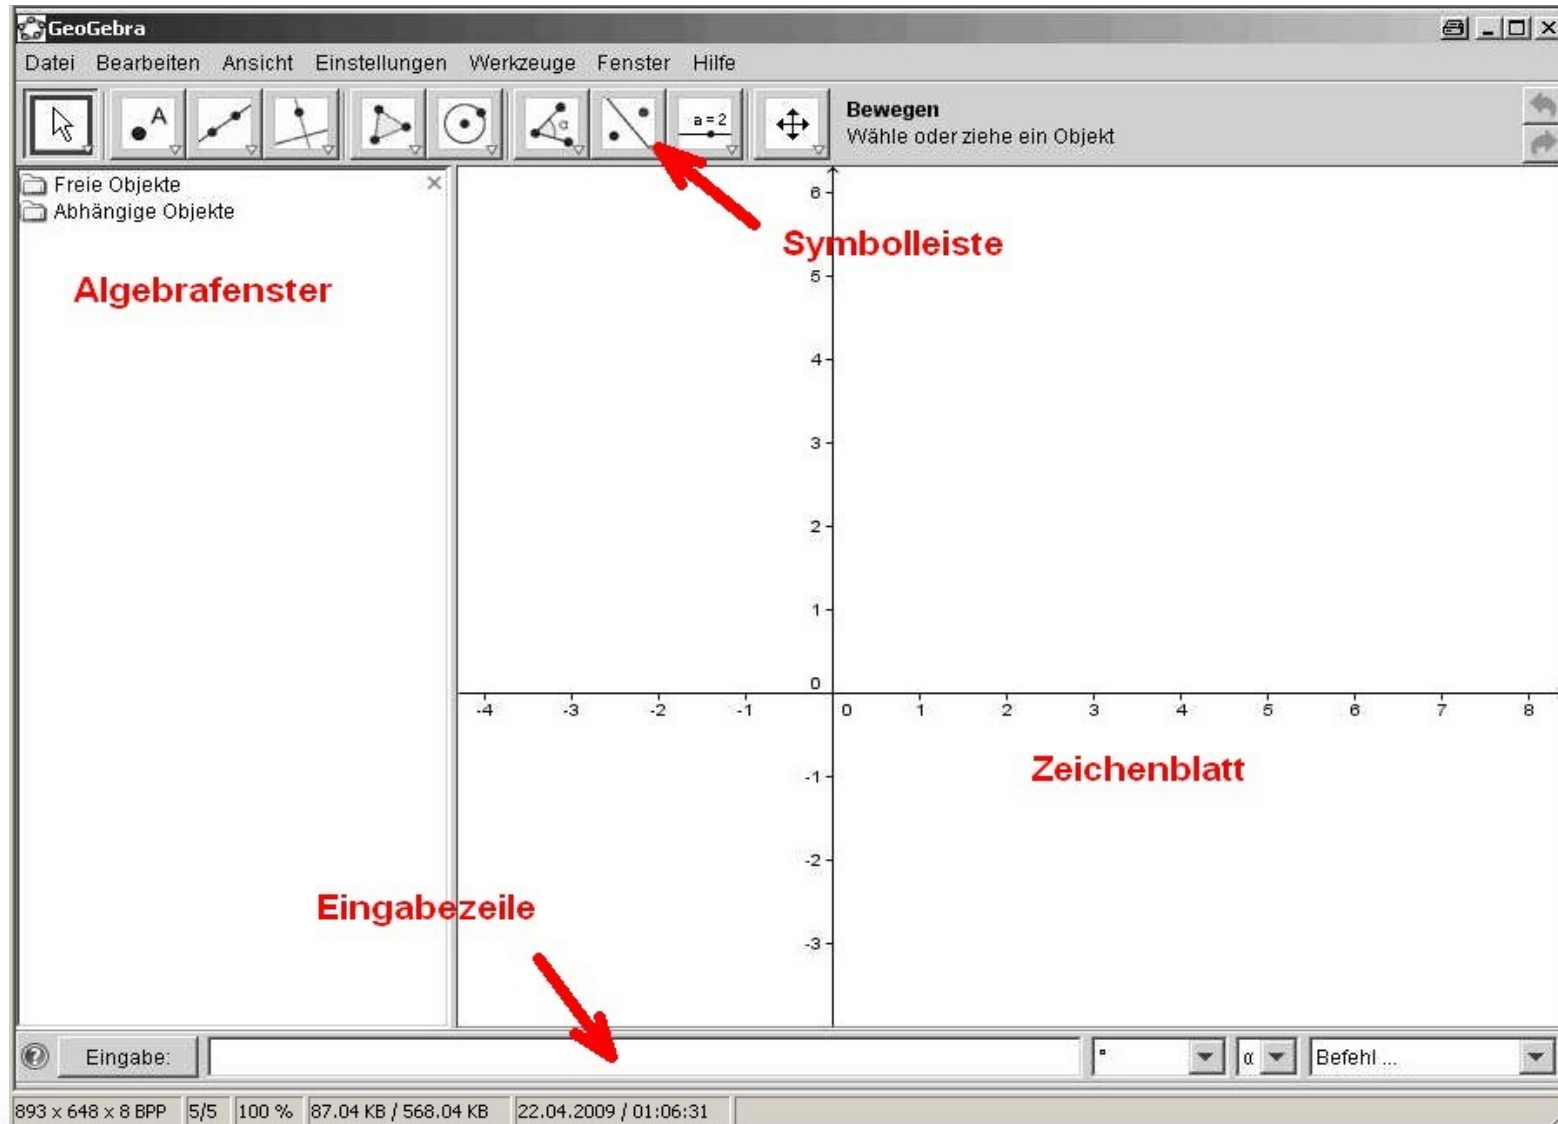 GeoGebra
Datei Bearbeiten Ansicht Einstellungen Werkzeuge Fenster Hilfe
A
α
a = 2
Bewegen
Wähle oder ziehe ein Objekt
Freie Objekte
Abhängige Objekte
Algebrafenster
Symbolleiste
6
5
4
3
2
1
0
-4 -3 -2 -1 0 1 2 3 4 5 6 7 8
Zeichenblatt
-1
-2
Eingabezeile
-3
Eingabe:
° α Befehl ...
893 x 648 x 8 BPP 5/5 100 % 87.04 KB / 568.04 KB 22.04.2009 / 01:06:31